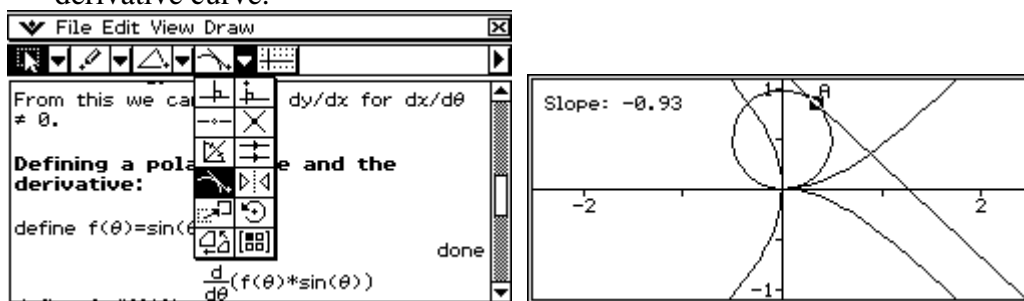 derivative curve.
File Edit View Draw
From this we ca dy/dx for dx/dθ
≠ 0.
Defining a pola e and the
derivative:
define f(θ)=sin(θ
done
d/dθ(f(θ)*sin(θ))
Slope: -0.93
A
1
-2
2
-1